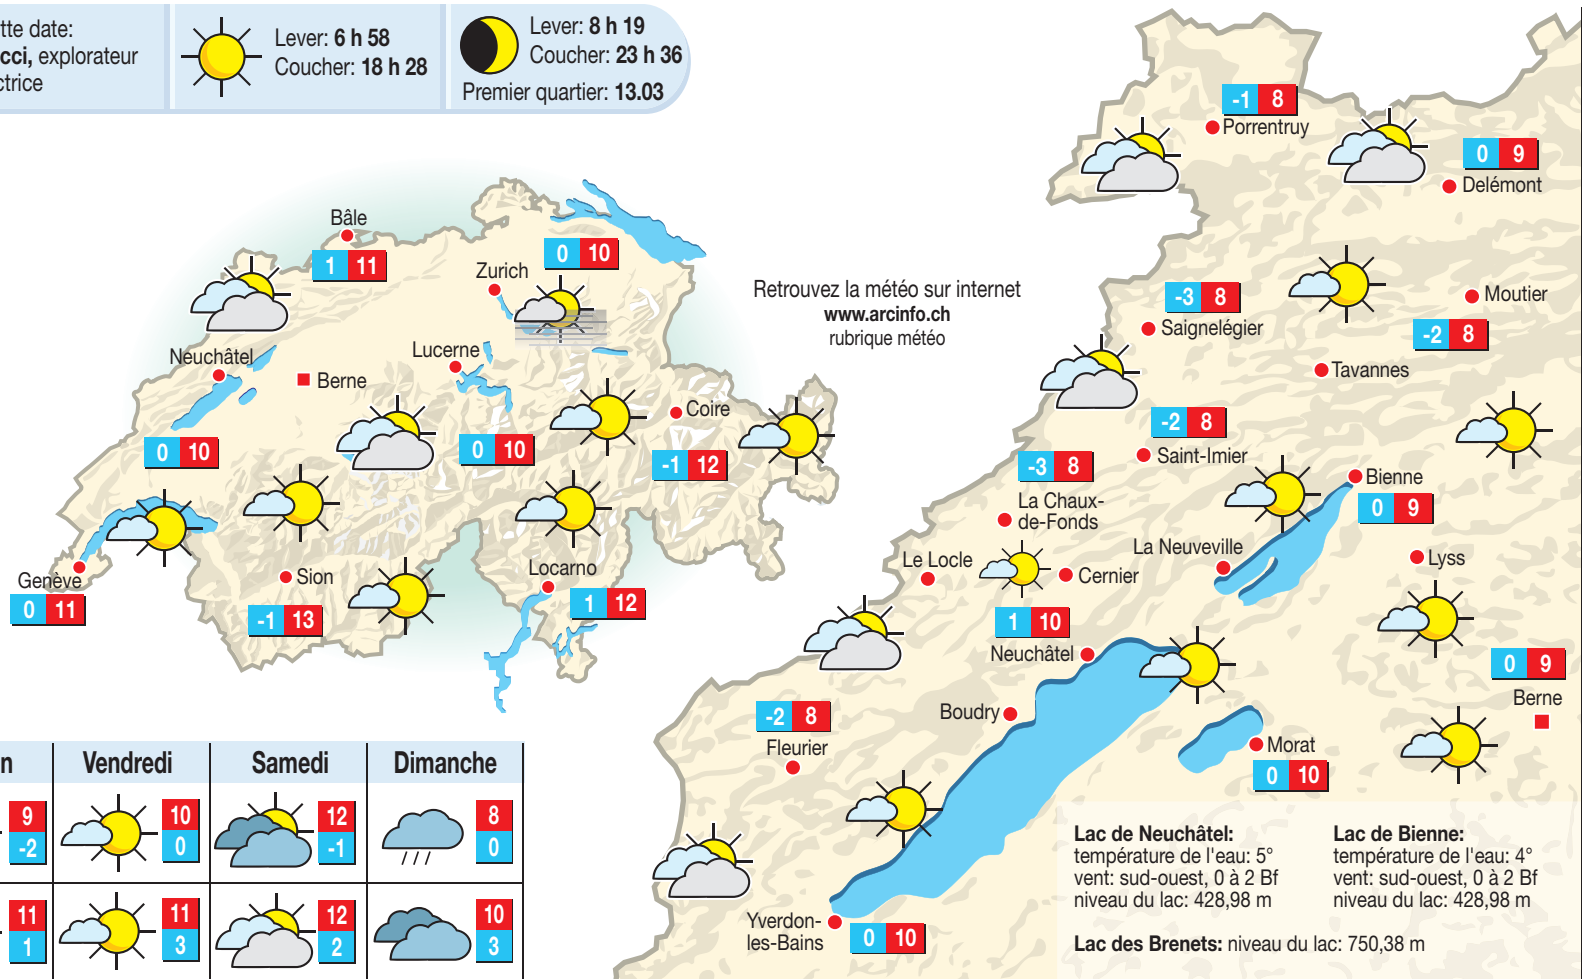 tte date:
cci, explorateur
ctrice
Lever: 6 h 58
Coucher: 18 h 28
Lever: 8 h 19
Coucher: 23 h 36
Premier quartier: 13.03
Bâle
1 11
Zurich
0 10
Neuchâtel
0 10
Berne
Lucerne
0 10
Coire
-1 12
Genève
0 11
Sion
-1 13
Locarno
1 12
Retrouvez la météo sur internet
www.arcinfo.ch
rubrique météo
-1 8
Porrentruy
0 9
Delémont
-3 8
Saignelégier
Moutier
-2 8
Tavannes
-2 8
Saint-Imier
-3 8
La Chaux-
de-Fonds
Bienne
0 9
La Neuveville
Le Locle
Cernier
Lyss
1 10
Neuchâtel
0 9
Berne
-2 8
Fleurier
Boudry
Morat
0 10
Yverdon-
les-Bains
0 10
n
Vendredi
Samedi
Dimanche
9
-2
10
0
12
-1
8
0
11
1
11
3
12
2
10
3
Lac de Neuchâtel:
température de l'eau: 5°
vent: sud-ouest, 0 à 2 Bf
niveau du lac: 428,98 m
Lac de Bienne:
température de l'eau: 4°
vent: sud-ouest, 0 à 2 Bf
niveau du lac: 428,98 m
Lac des Brenets: niveau du lac: 750,38 m